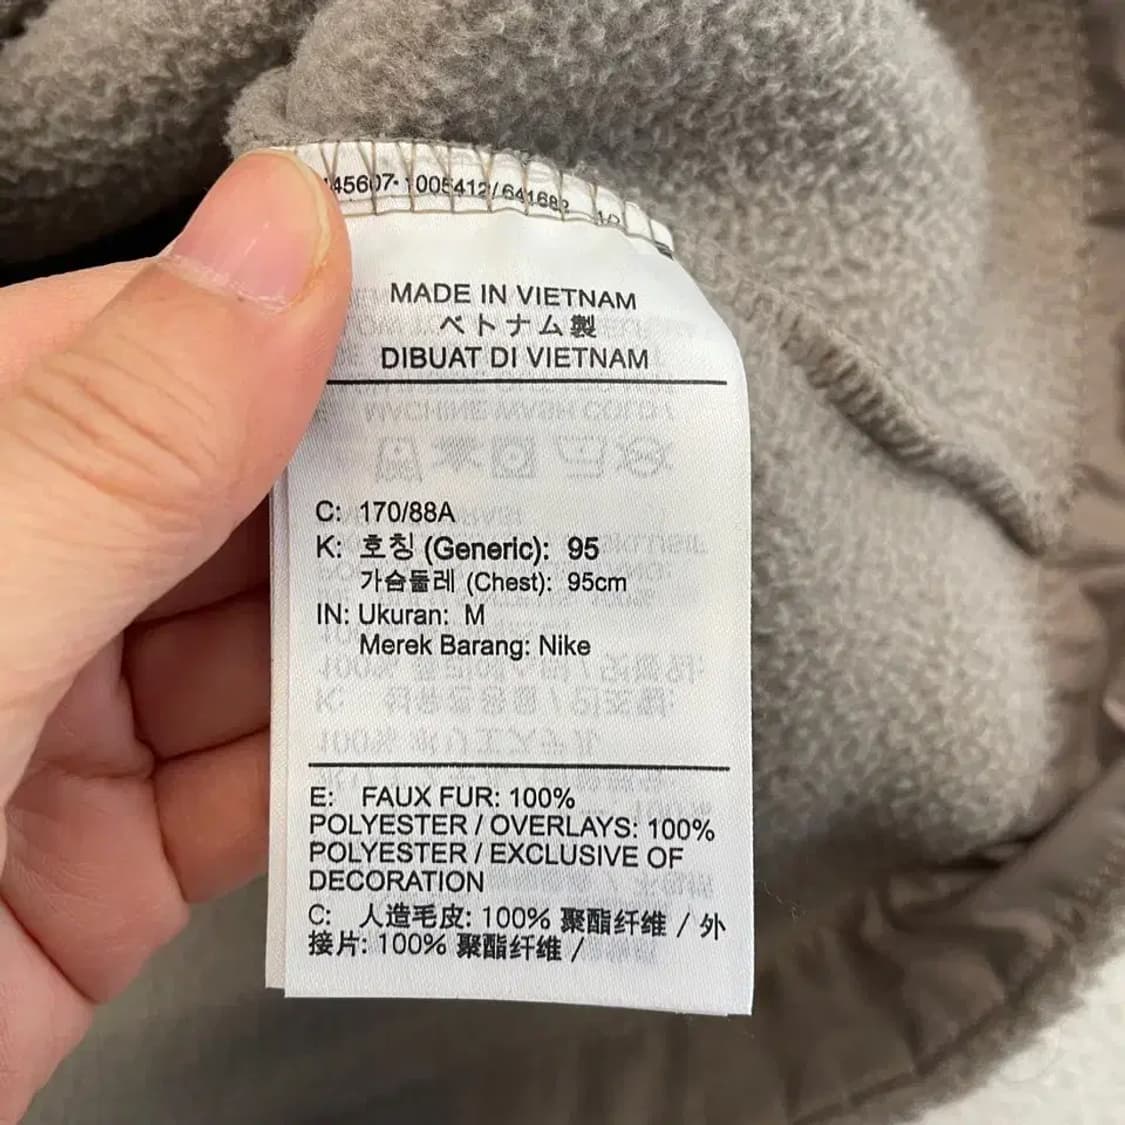 MADE IN VIETNAM
ベトナム製
DIBUAT DI VIETNAM
C: 170/88A
K: 호칭 (Generic): 95
가슴둘레 (Chest): 95cm
IN: Ukuran: M
Merek Barang: Nike
E: FAUX FUR: 100%
POLYESTER / OVERLAYS: 100%
POLYESTER / EXCLUSIVE OF
DECORATION
C: 人造毛皮: 100% 聚酯纤维 / 外
接片: 100% 聚酯纤维 /